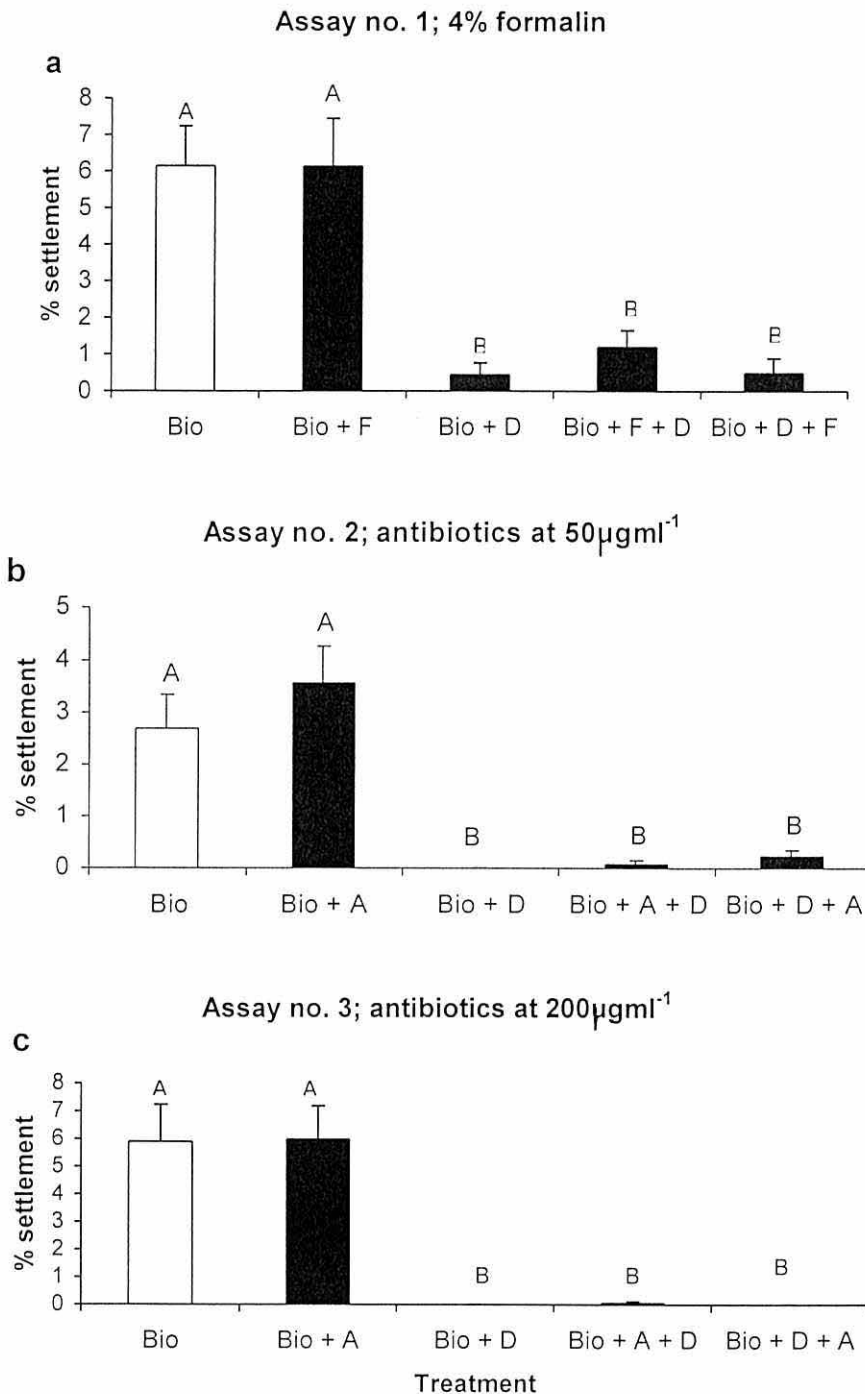 Assay no. 1; 4% formalin
a
8
7
6
5
4
3
2
1
0
% settlement
A
A
B
B
B
Bio
Bio + F
Bio + D
Bio + F + D
Bio + D + F
Assay no. 2; antibiotics at 50µgml⁻¹
b
5
4
3
2
1
0
% settlement
A
A
B
B
B
Bio
Bio + A
Bio + D
Bio + A + D
Bio + D + A
Assay no. 3; antibiotics at 200µgml⁻¹
c
8
7
6
5
4
3
2
1
0
% settlement
A
A
B
B
B
Bio
Bio + A
Bio + D
Bio + A + D
Bio + D + A
Treatment